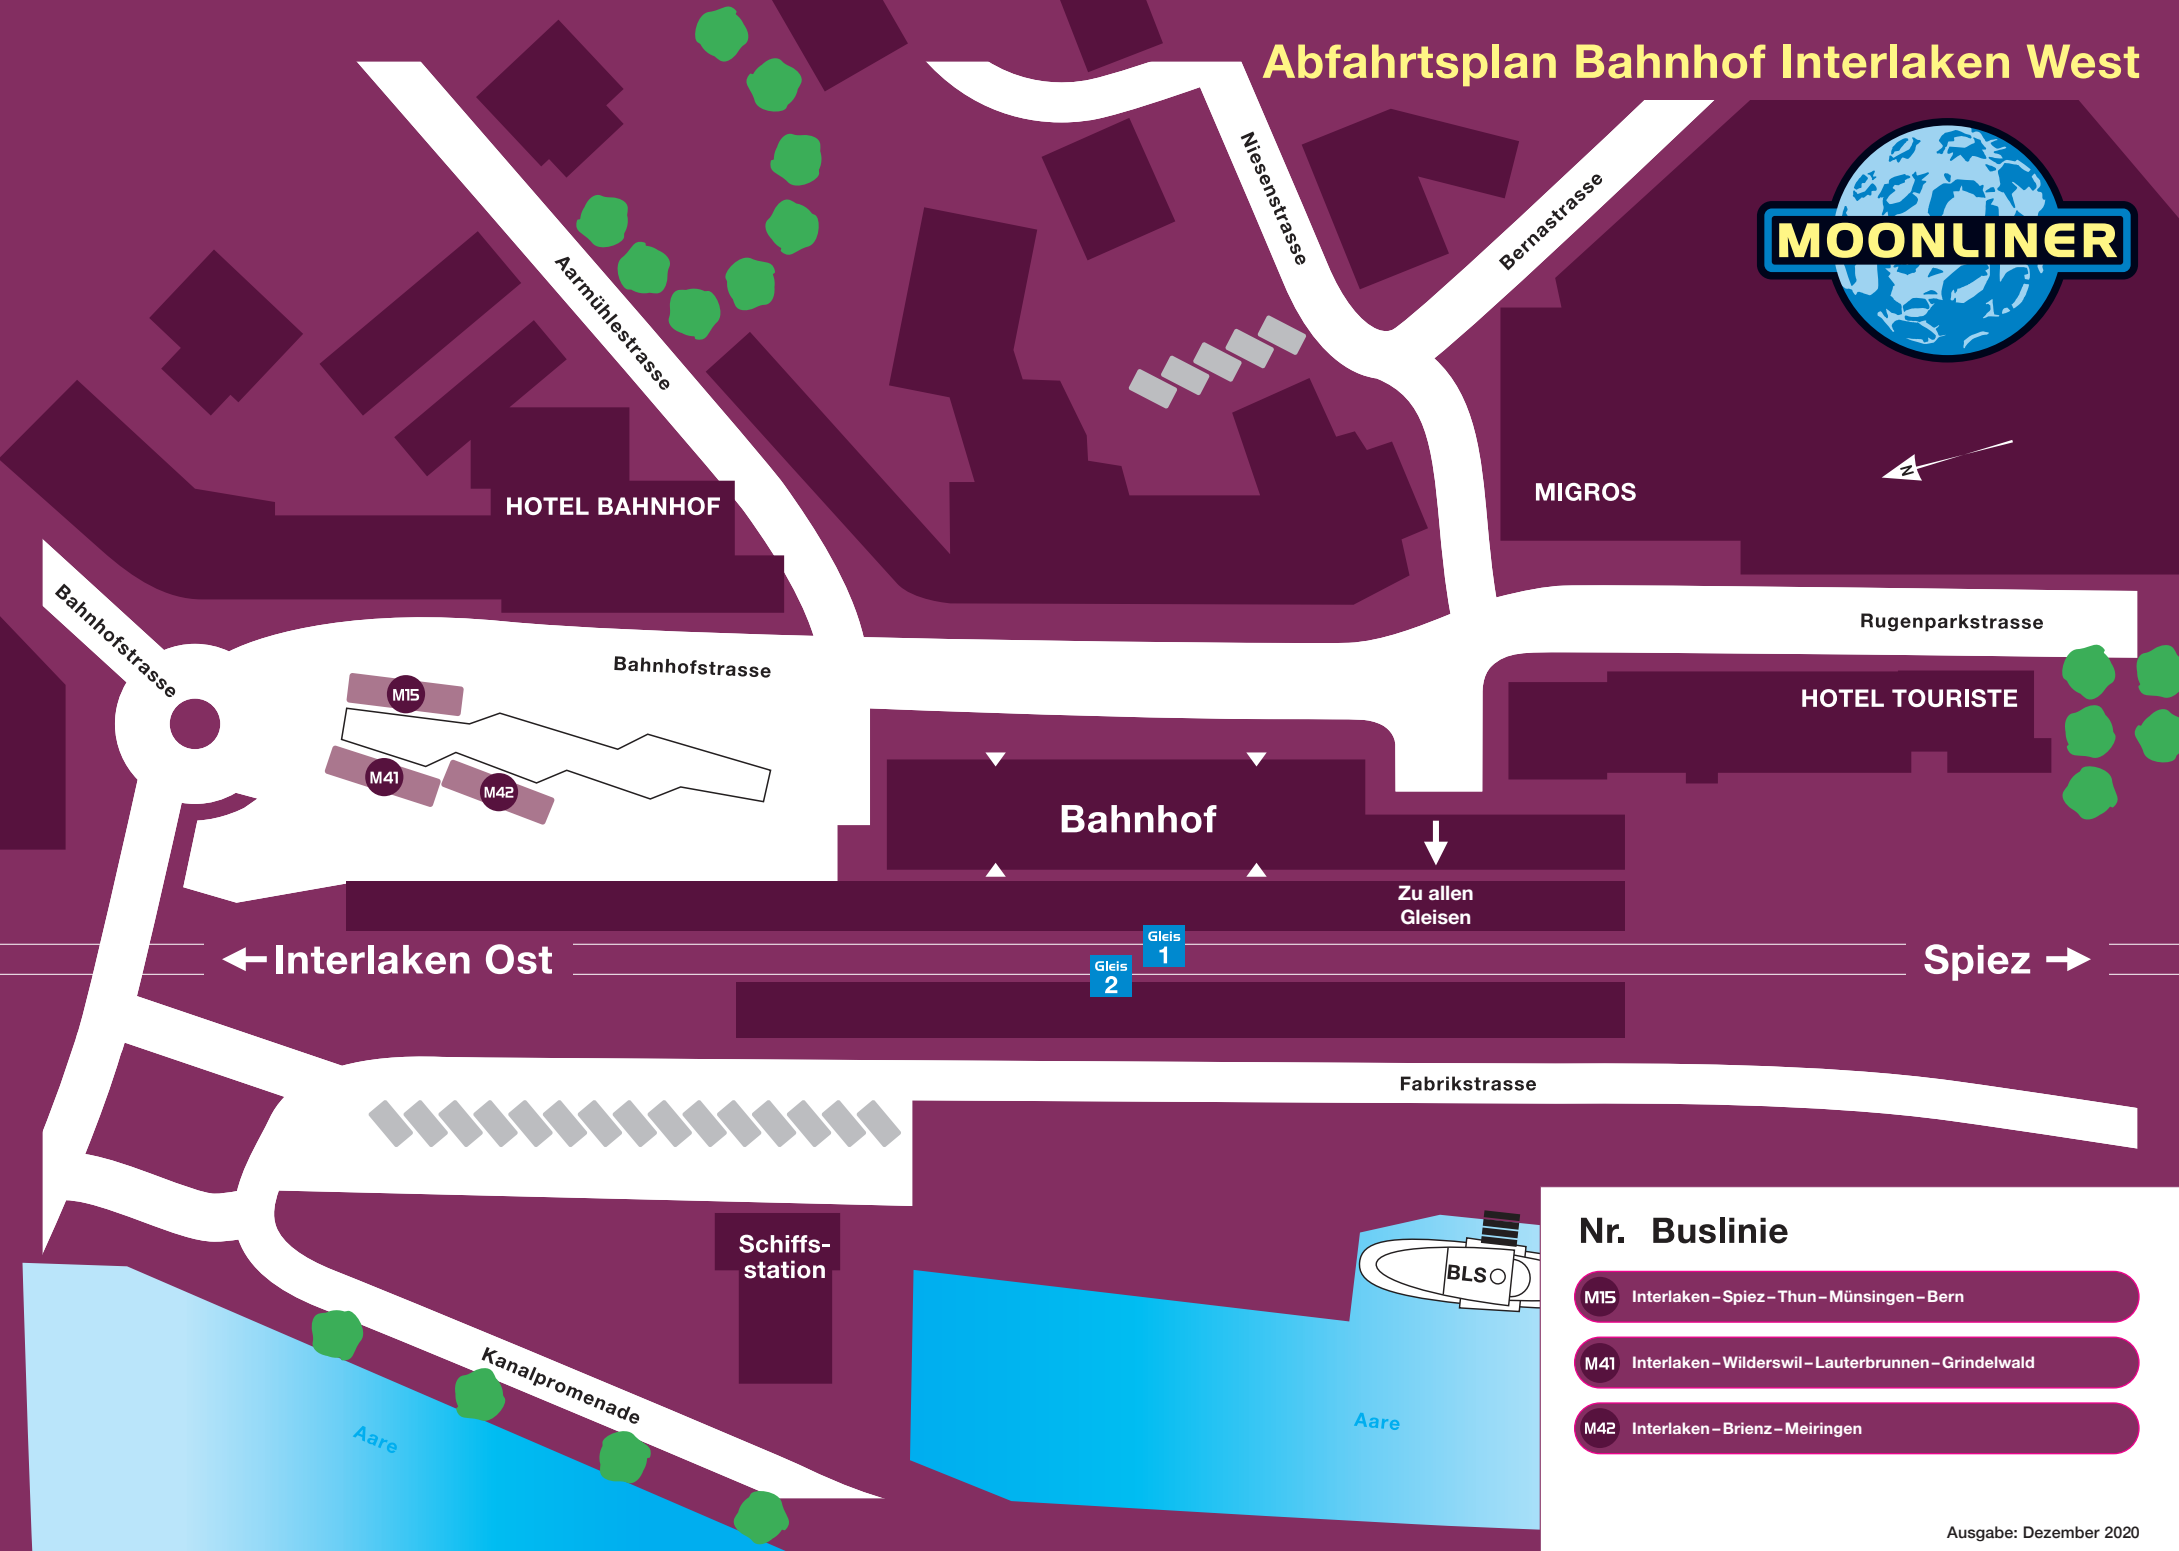 Abfahrtsplan Bahnhof Interlaken West
MOONLINER
Niesenstrasse
Bernastrasse
Aarmühlestrasse
N
MIGROS
HOTEL BAHNHOF
Bahnhofstrasse
Rugenparkstrasse
Bahnhofstrasse
M15
HOTEL TOURISTE
M41
M42
Bahnhof
Zu allen
Gleisen
Gleis
1
Interlaken Ost
Spiez
Gleis
2
Fabrikstrasse
Schiffs-
station
BLS
Kanalpromenade
Aare
Aare
Nr. Buslinie
M15 Interlaken–Spiez–Thun–Münsingen–Bern
M41 Interlaken–Wilderswil–Lauterbrunnen–Grindelwald
M42 Interlaken–Brienz–Meiringen
Ausgabe: Dezember 2020